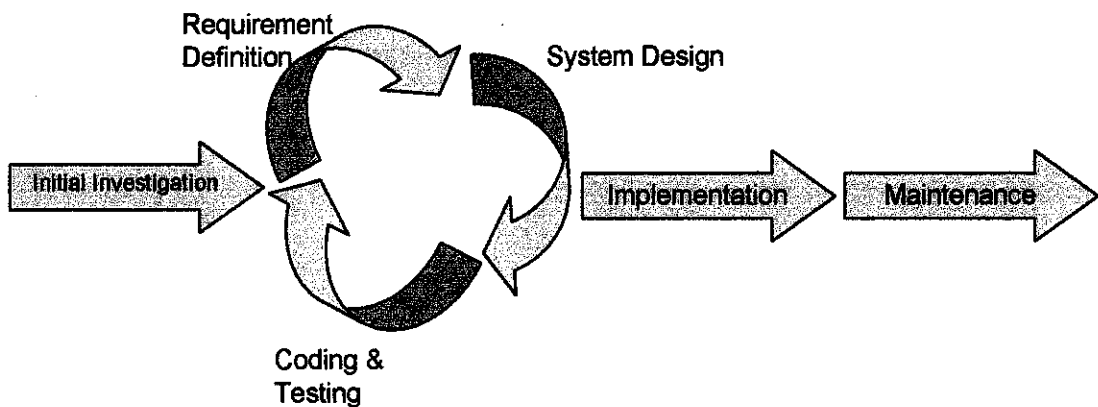 Requirement
Definition
System Design
Initial Investigation
Implementation
Maintenance
Coding &
Testing